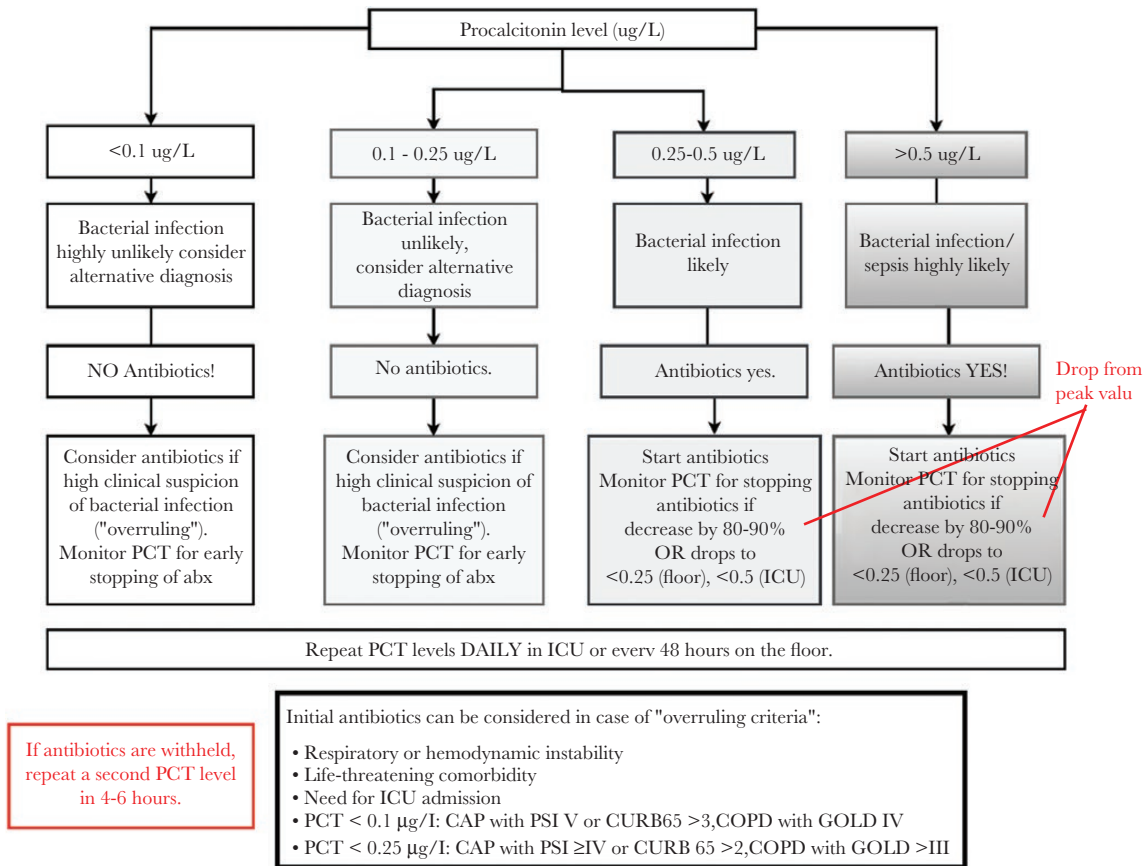 Procalcitonin level (ug/L)
<0.1 ug/L
0.1 - 0.25 ug/L
0.25-0.5 ug/L
>0.5 ug/L
Bacterial infection
highly unlikely consider
alternative diagnosis
Bacterial infection
unlikely,
consider alternative
diagnosis
Bacterial infection
likely
Bacterial infection/
sepsis highly likely
NO Antibiotics!
No antibiotics.
Antibiotics yes.
Antibiotics YES!
Drop from
peak valu
Consider antibiotics if
high clinical suspicion
of bacterial infection
("overruling").
Monitor PCT for early
stopping of abx
Consider antibiotics if
high clinical suspicion of
bacterial infection
("overruling").
Monitor PCT for early
stopping of abx
Start antibiotics
Monitor PCT for stopping
antibiotics if
decrease by 80-90%
OR drops to
<0.25 (floor), <0.5 (ICU)
Start antibiotics
Monitor PCT for stopping
antibiotics if
decrease by 80-90%
OR drops to
<0.25 (floor), <0.5 (ICU)
Repeat PCT levels DAILY in ICU or everv 48 hours on the floor.
If antibiotics are withheld,
repeat a second PCT level
in 4-6 hours.
Initial antibiotics can be considered in case of "overruling criteria":
• Respiratory or hemodynamic instability
• Life-threatening comorbidity
• Need for ICU admission
• PCT < 0.1 µg/I: CAP with PSI V or CURB65 >3,COPD with GOLD IV
• PCT < 0.25 µg/I: CAP with PSI ≥IV or CURB 65 >2,COPD with GOLD >III